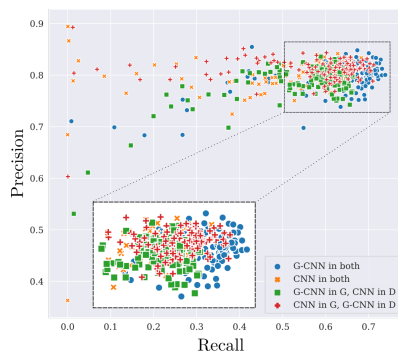 0.9
0.8
0.7
0.6
0.5
0.4
Precision
0.0 0.1 0.2 0.3 0.4 0.5 0.6 0.7
Recall
G-CNN in both
CNN in both
G-CNN in G, CNN in D
CNN in G, G-CNN in D